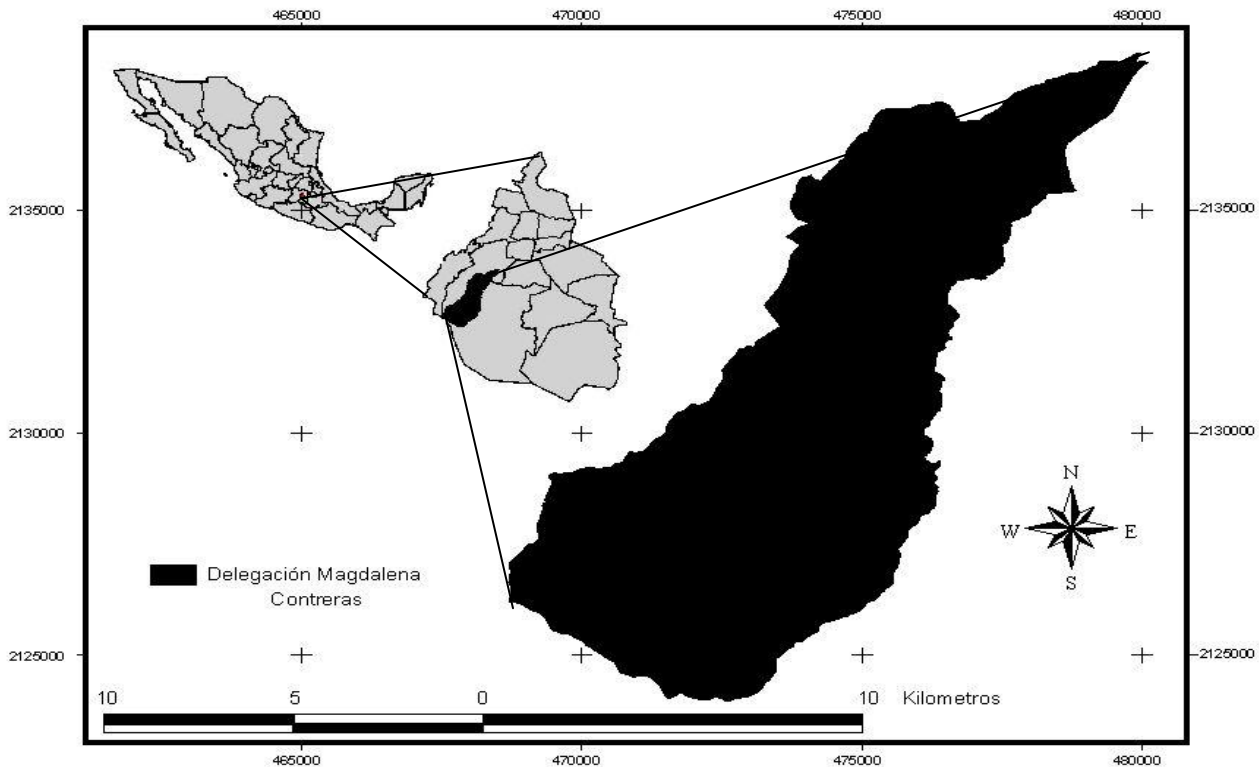 465000 470000 475000 480000
2135000 2135000
2130000 2130000
N
W E
S
Delegación Magdalena
Contreras
2125000 2125000
10 5 0 10 Kilometros
465000 470000 475000 480000